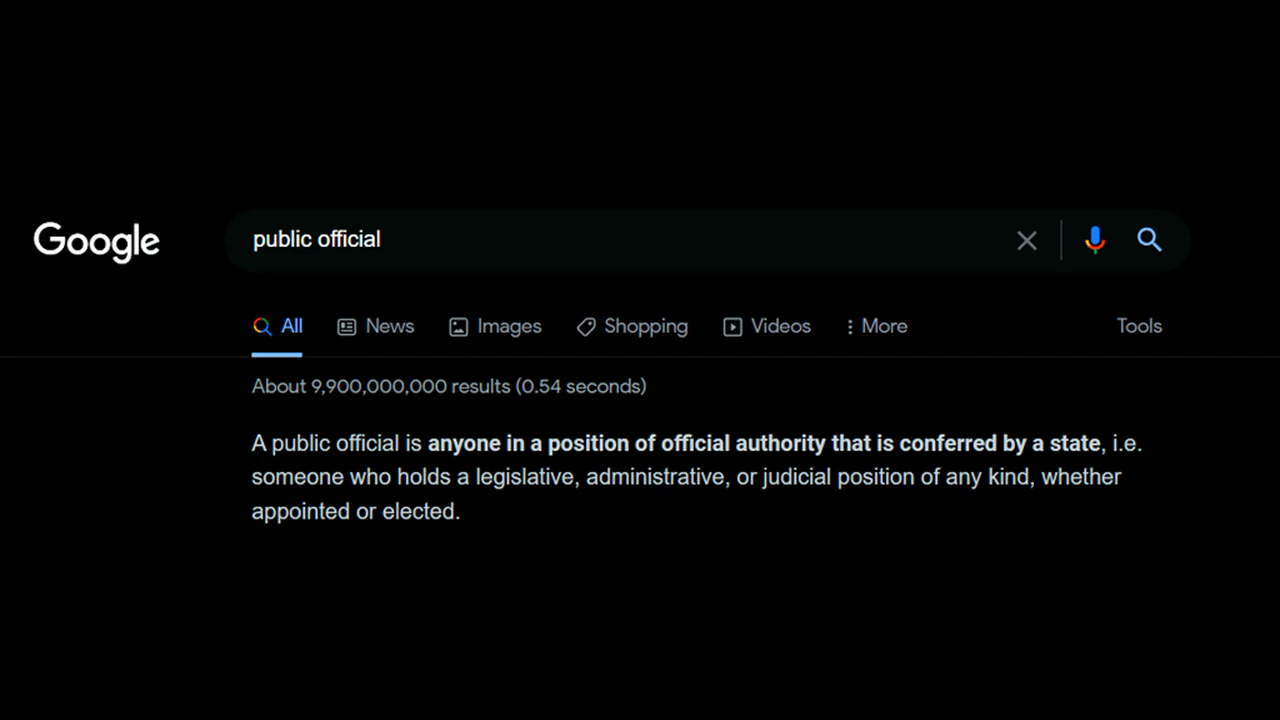 Google
public official
All News Images Shopping Videos More Tools
About 9,900,000,000 results (0.54 seconds)
A public official is anyone in a position of official authority that is conferred by a state, i.e.
someone who holds a legislative, administrative, or judicial position of any kind, whether
appointed or elected.